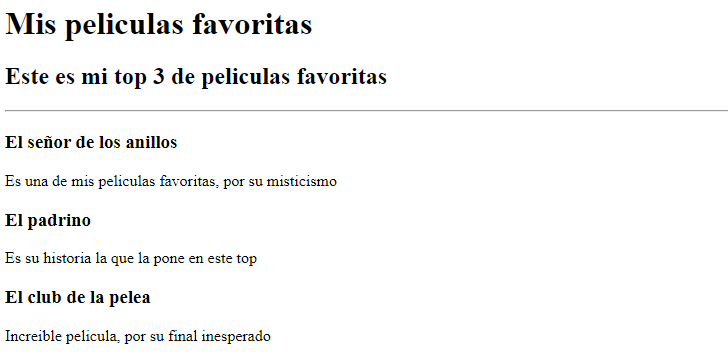 Mis peliculas favoritas
Este es mi top 3 de peliculas favoritas
El señor de los anillos
Es una de mis peliculas favoritas, por su misticismo
El padrino
Es su historia la que la pone en este top
El club de la pelea
Increible pelicula, por su final inesperado